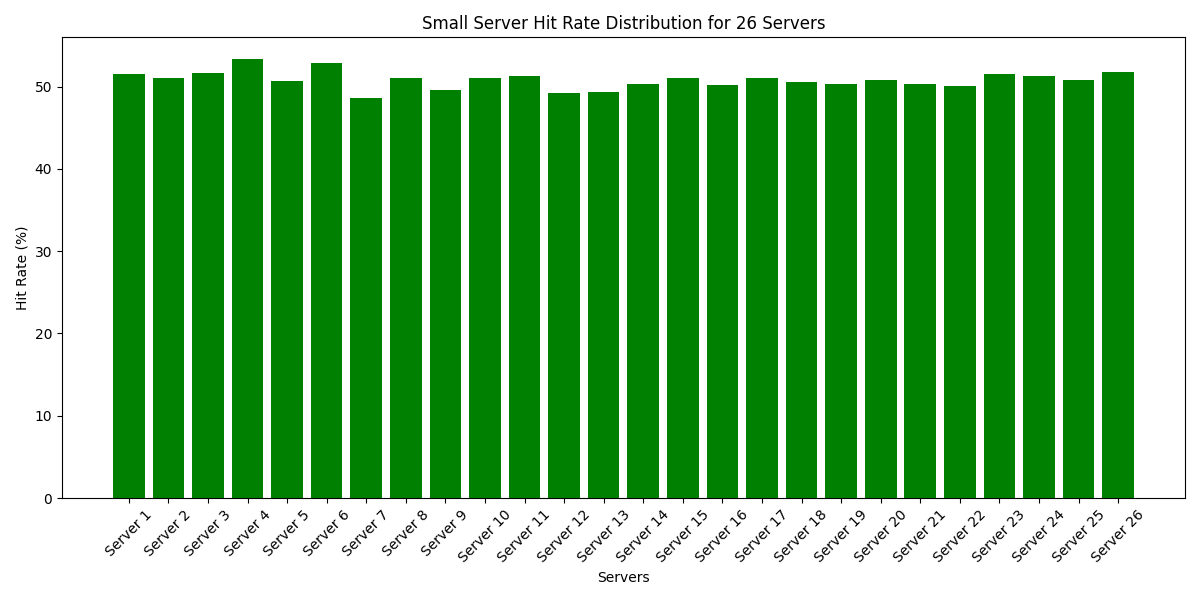 Small Server Hit Rate Distribution for 26 Servers
Hit Rate (%)
50
40
30
20
10
0
Server 1
Server 2
Server 3
Server 4
Server 5
Server 6
Server 7
Server 8
Server 9
Server 10
Server 11
Server 12
Server 13
Server 14
Server 15
Server 16
Server 17
Server 18
Server 19
Server 20
Server 21
Server 22
Server 23
Server 24
Server 25
Server 26
Servers